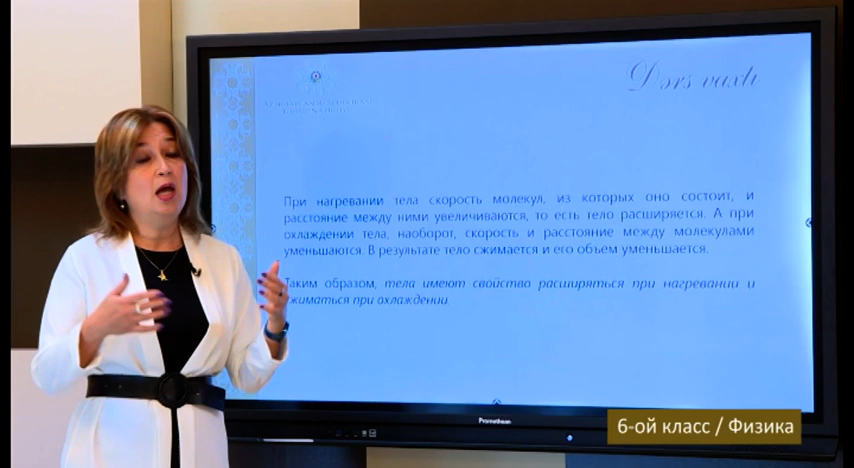 Dərs vaxtı
При нагревании тела скорость молекул, из которых оно состоит, и
расстояние между ними увеличиваются, то есть тело расширяется. А при
охлаждении тела, наоборот, скорость и расстояние между молекулами
уменьшаются. В результате тело сжимается и его объем уменьшается.
Таким образом, тела имеют свойство расширяться при нагревании и
сжиматься при охлаждении.
Promethean
6-ой класс / Физика